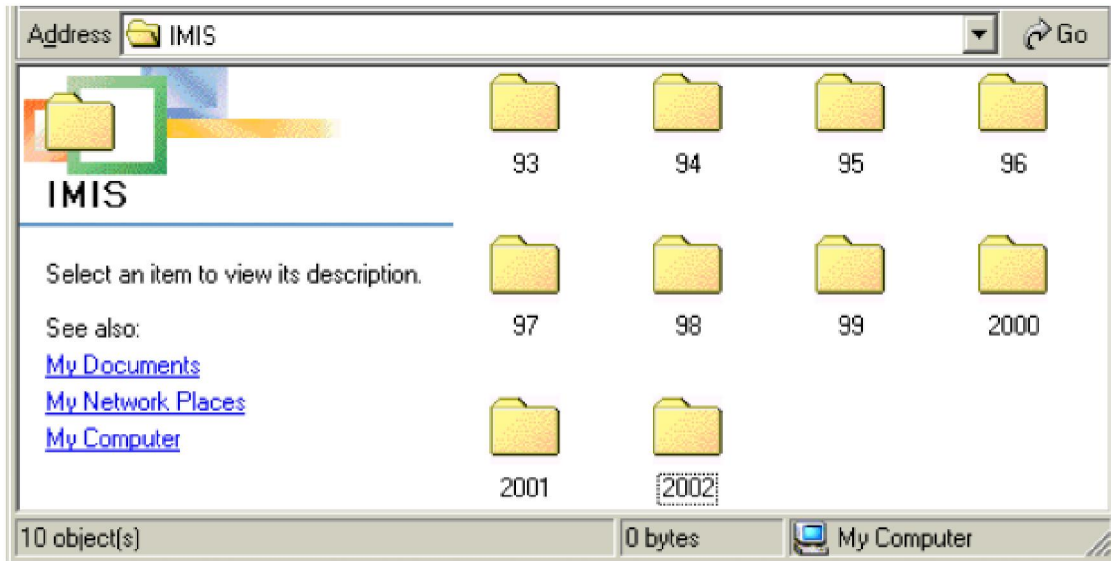 Address IMIS Go
IMIS
Select an item to view its description.
See also:
My Documents
My Network Places
My Computer
93 94 95 96
97 98 99 2000
2001 2002
10 object(s) 0 bytes My Computer